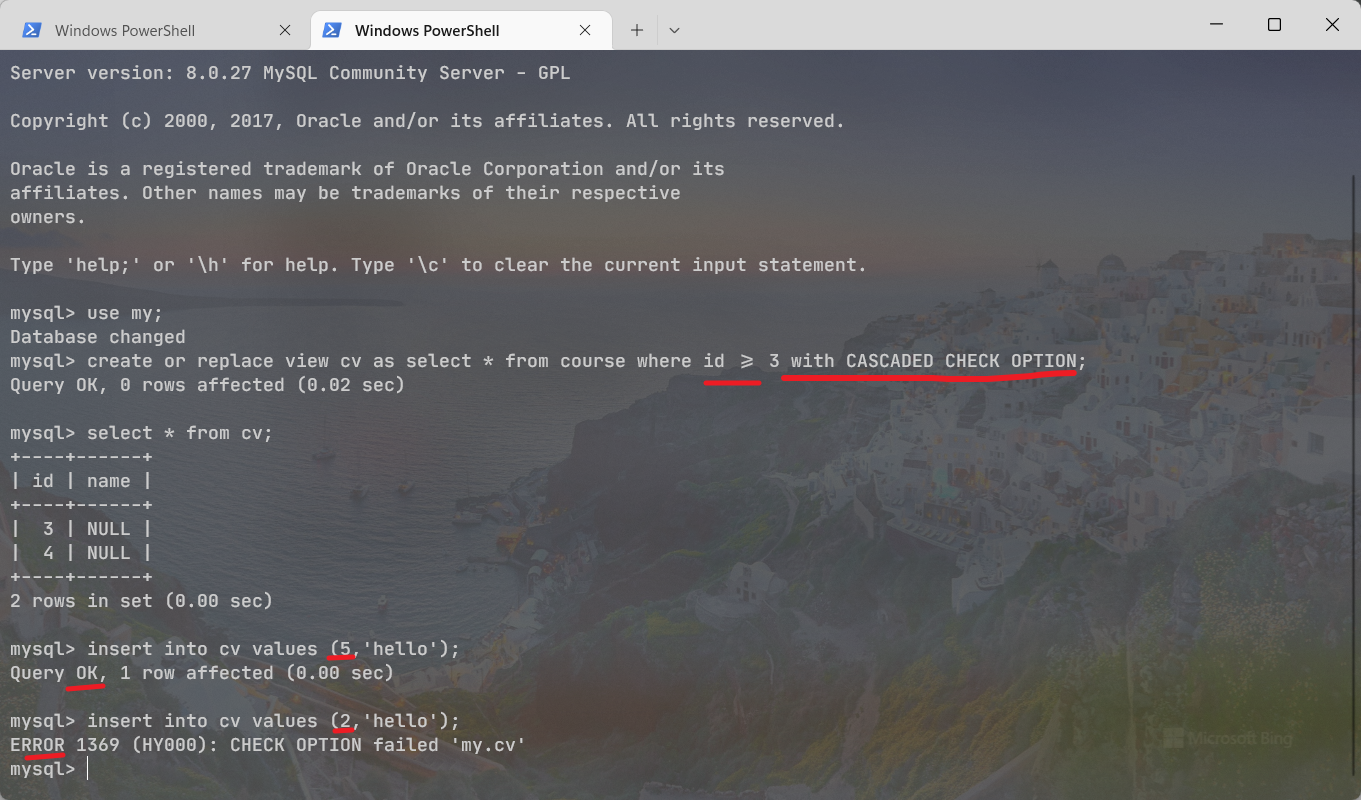 Windows PowerShell
Windows PowerShell
Server version: 8.0.27 MySQL Community Server - GPL
Copyright (c) 2000, 2017, Oracle and/or its affiliates. All rights reserved.
Oracle is a registered trademark of Oracle Corporation and/or its
affiliates. Other names may be trademarks of their respective
owners.
Type 'help;' or '\h' for help. Type '\c' to clear the current input statement.
mysql> use my;
Database changed
mysql> create or replace view cv as select * from course where id ⩾ 3 with CASCADED CHECK OPTION;
Query OK, 0 rows affected (0.02 sec)
mysql> select * from cv;
+----+------+
| id | name |
+----+------+
|  3 | NULL |
|  4 | NULL |
+----+------+
2 rows in set (0.00 sec)
mysql> insert into cv values (5,'hello');
Query OK, 1 row affected (0.00 sec)
mysql> insert into cv values (2,'hello');
ERROR 1369 (HY000): CHECK OPTION failed 'my.cv'
mysql>
Microsoft Bing